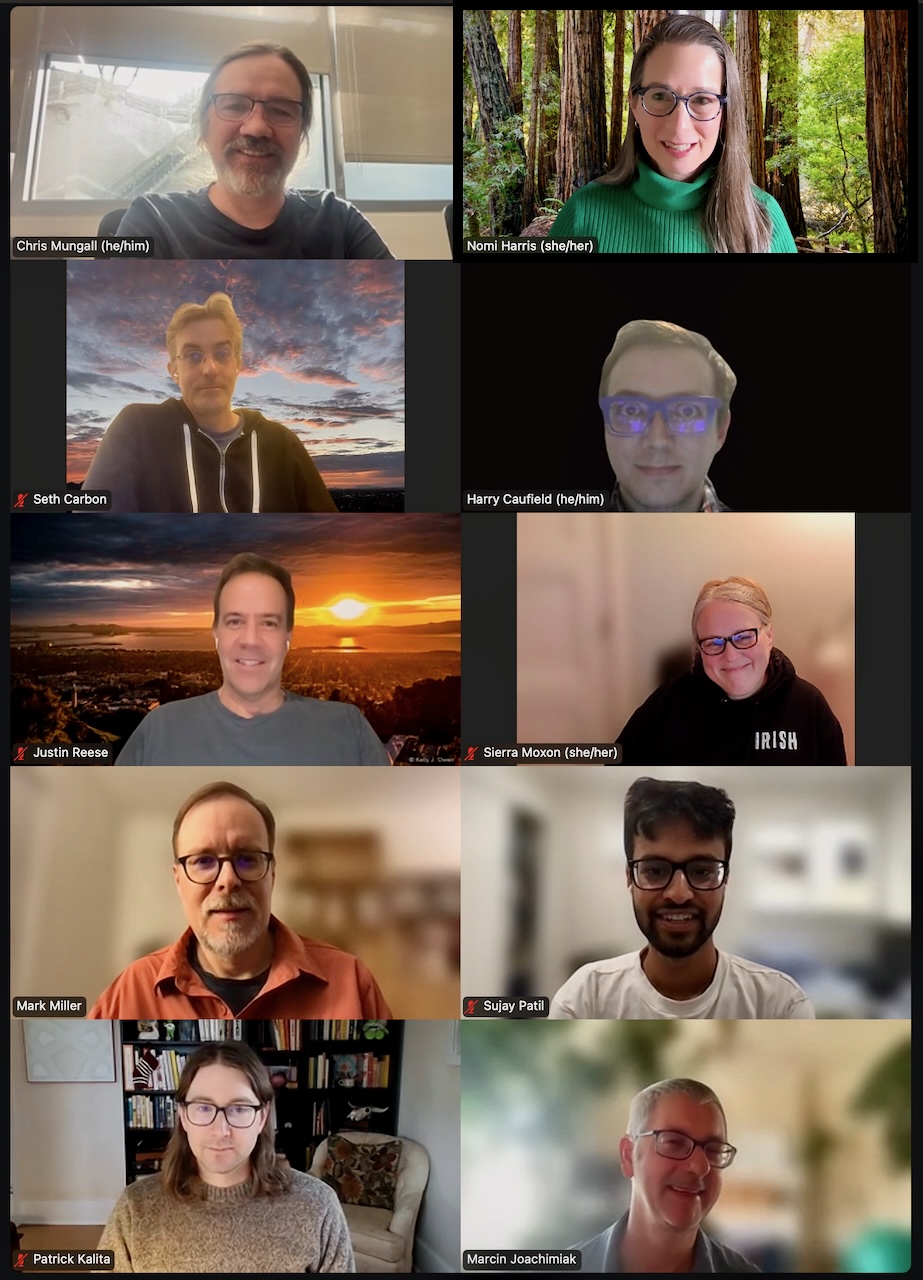 Chris Mungall (he/him)
Nomi Harris (she/her)
Seth Carbon
Harry Caufield (he/him)
© Kelly J. Owen
Justin Reese
IRISH
Sierra Moxon (she/her)
Mark Miller
Sujay Patil
Patrick Kalita
Marcin Joachimiak